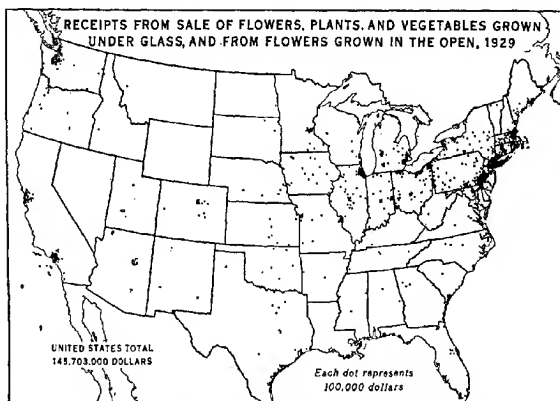 RECEIPTS FROM SALE OF FLOWERS, PLANTS, AND VEGETABLES GROWN
UNDER GLASS, AND FROM FLOWERS GROWN IN THE OPEN, 1929
UNITED STATES TOTAL
145,703,000 DOLLARS
Each dot represents
100,000 dollars